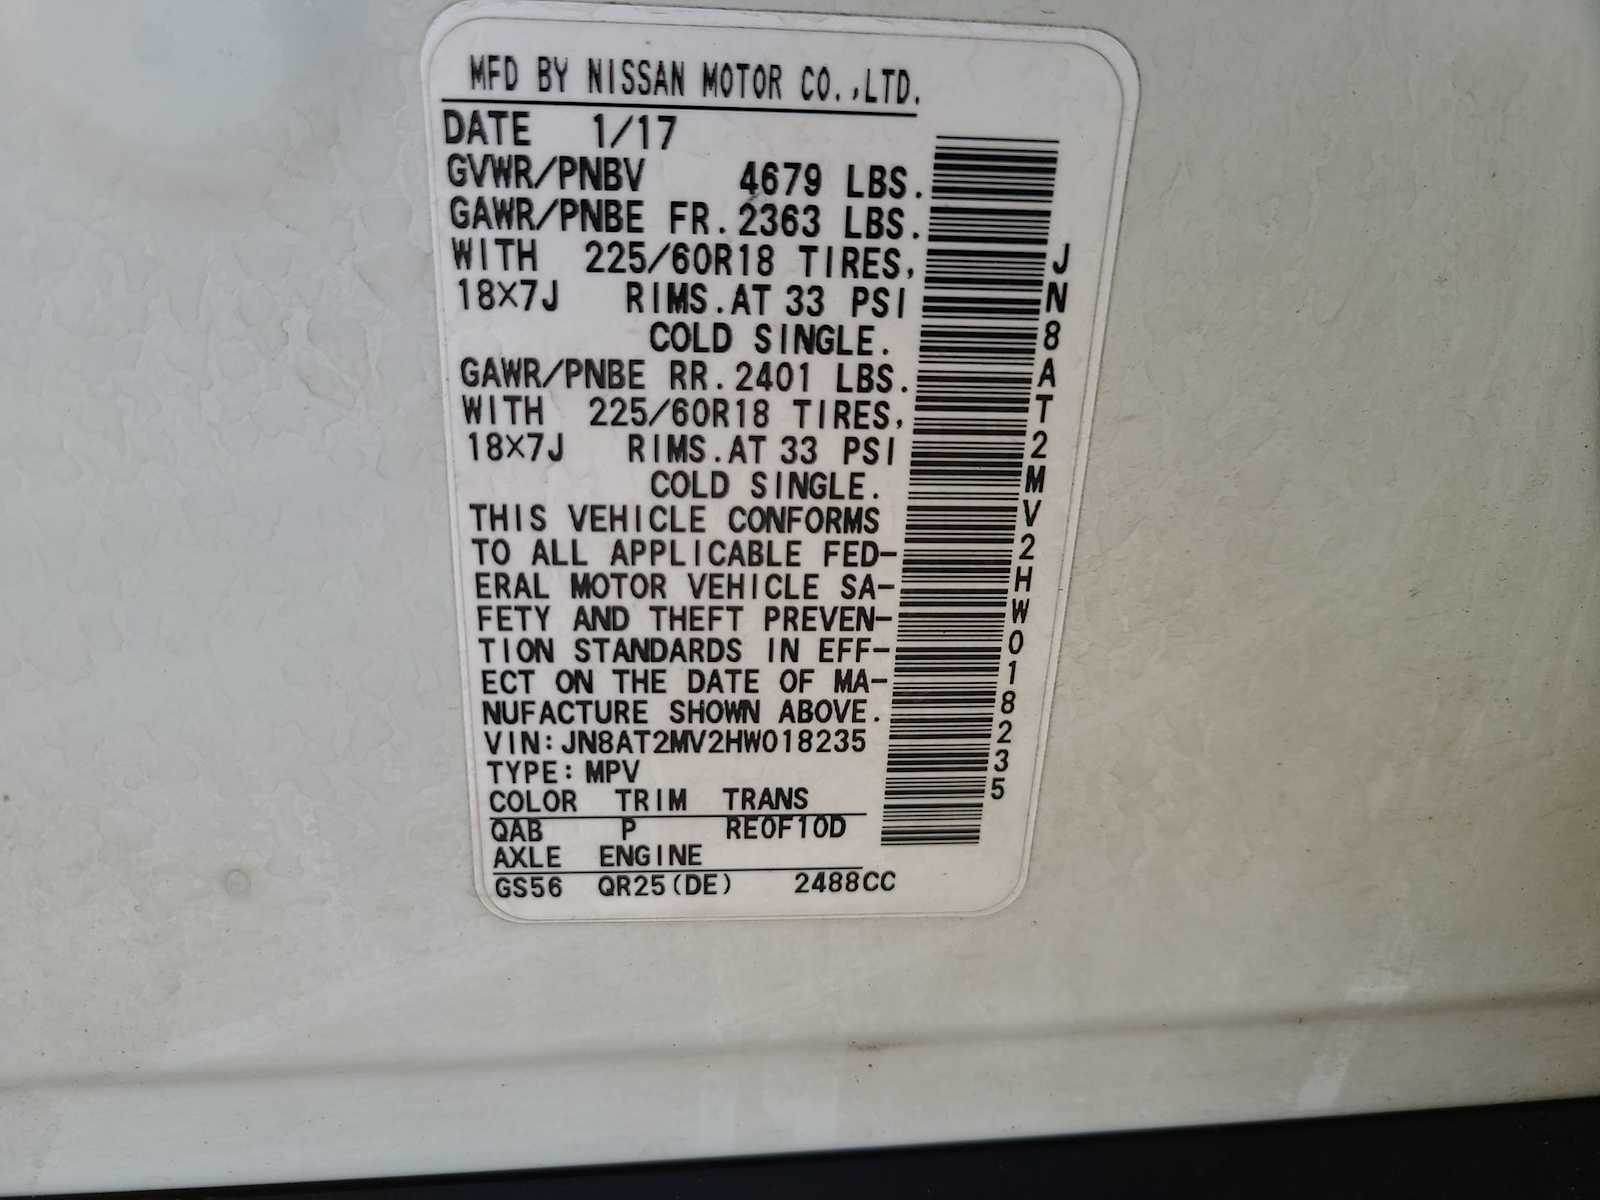 MFD BY NISSAN MOTOR CO.,LTD.
DATE 1/17
GVWR/PNBV 4679 LBS.
GAWR/PNBE FR.2363 LBS.
WITH 225/60R18 TIRES,
18X7J RIMS.AT 33 PSI
COLD SINGLE.
GAWR/PNBE RR.2401 LBS.
WITH 225/60R18 TIRES,
18X7J RIMS.AT 33 PSI
COLD SINGLE.
THIS VEHICLE CONFORMS
TO ALL APPLICABLE FED-
ERAL MOTOR VEHICLE SA-
FETY AND THEFT PREVEN-
TION STANDARDS IN EFF-
ECT ON THE DATE OF MA-
NUFACTURE SHOWN ABOVE.
VIN:JN8AT2MV2HW018235
TYPE:MPV
COLOR TRIM TRANS
QAB P RE0F10D
AXLE ENGINE
GS56 QR25(DE) 2488CC
JN8AT2MV2HW018235